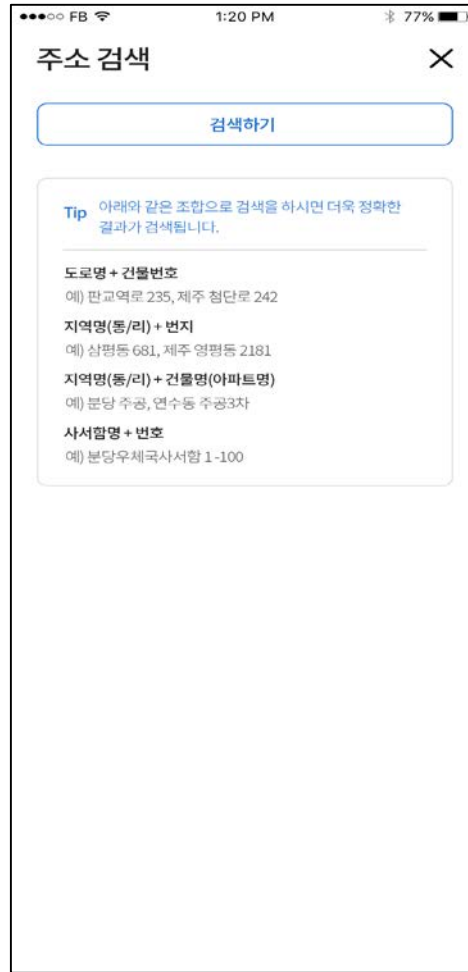 FB 1:20 PM 77%
주소 검색
검색하기
Tip 아래와 같은 조합으로 검색을 하시면 더욱 정확한
결과가 검색됩니다.
도로명 + 건물번호
예) 판교역로 235, 제주 첨단로 242
지역명(동/리) + 번지
예) 삼평동 681, 제주 영평동 2181
지역명(동/리) + 건물명(아파트명)
예) 분당 주공, 연수동 주공3차
사서함명 + 번호
예) 분당우체국사서함 1-100